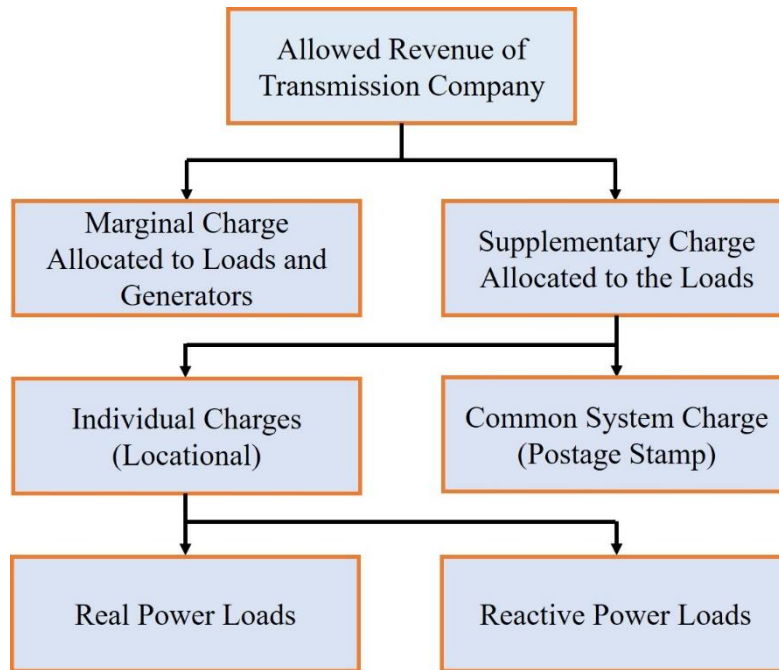 Allowed Revenue of
Transmission Company
Marginal Charge
Allocated to Loads and
Generators
Supplementary Charge
Allocated to the Loads
Individual Charges
(Locational)
Common System Charge
(Postage Stamp)
Real Power Loads
Reactive Power Loads